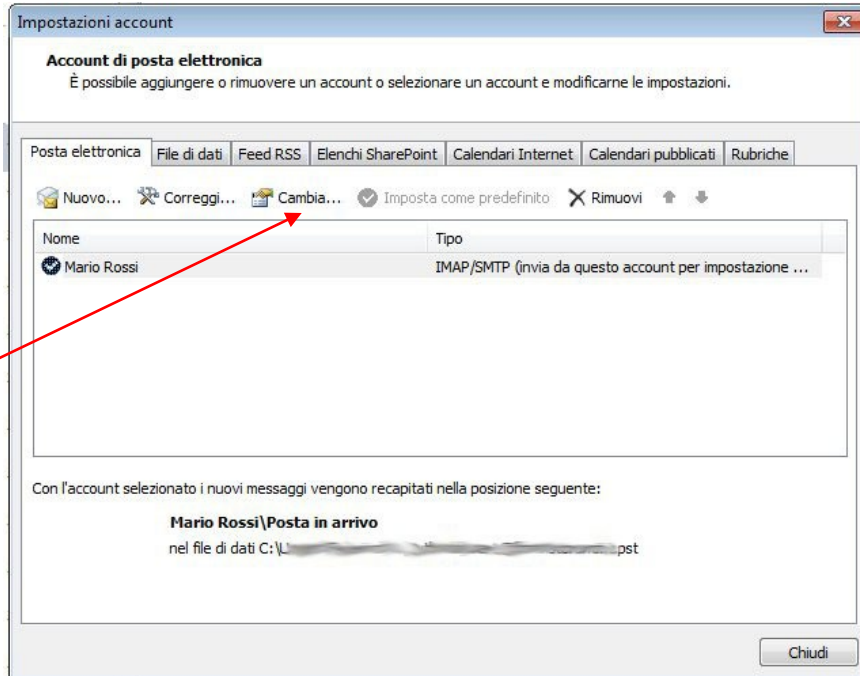 Impostazioni account
Account di posta elettronica
È possibile aggiungere o rimuovere un account o selezionare un account e modificarne le impostazioni.
Posta elettronica File di dati Feed RSS Elenchi SharePoint Calendari Internet Calendari pubblicati Rubriche
Nuovo... Correggi... Cambia... Imposta come predefinito Rimuovi
Nome Tipo
Mario Rossi IMAP/SMTP (invia da questo account per impostazione ...
Con l'account selezionato i nuovi messaggi vengono recapitati nella posizione seguente:
Mario Rossi\Posta in arrivo
nel file di dati C:\ .pst
Chiudi